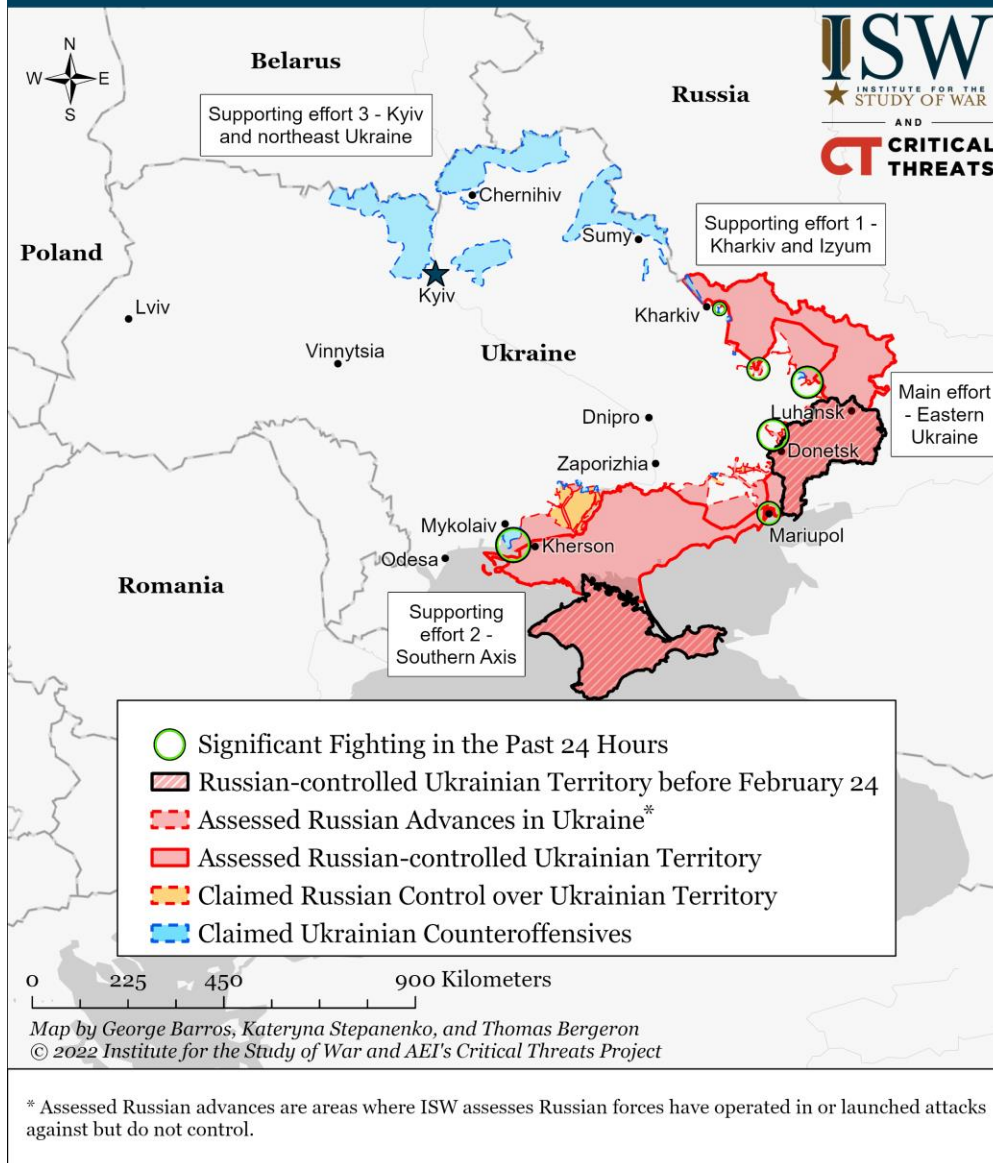 N
W E
S
Belarus
Russia
ISW
INSTITUTE FOR THE
STUDY OF WAR
AND
CT CRITICAL
THREATS
Supporting effort 3 - Kyiv
and northeast Ukraine
Chernihiv
Supporting effort 1 -
Kharkiv and Izyum
Sumy
Poland
Kyiv
Lviv
Kharkiv
Vinnytsia
Ukraine
Main effort
- Eastern
Ukraine
Luhansk
Dnipro
Donetsk
Zaporizhia
Mykolaiv
Mariupol
Odesa
Kherson
Romania
Supporting
effort 2 -
Southern Axis
Significant Fighting in the Past 24 Hours
Russian-controlled Ukrainian Territory before February 24
Assessed Russian Advances in Ukraine*
Assessed Russian-controlled Ukrainian Territory
Claimed Russian Control over Ukrainian Territory
Claimed Ukrainian Counteroffensives
0 225 450 900 Kilometers
Map by George Barros, Kateryna Stepanenko, and Thomas Bergeron
© 2022 Institute for the Study of War and AEI's Critical Threats Project
* Assessed Russian advances are areas where ISW assesses Russian forces have operated in or launched attacks
against but do not control.